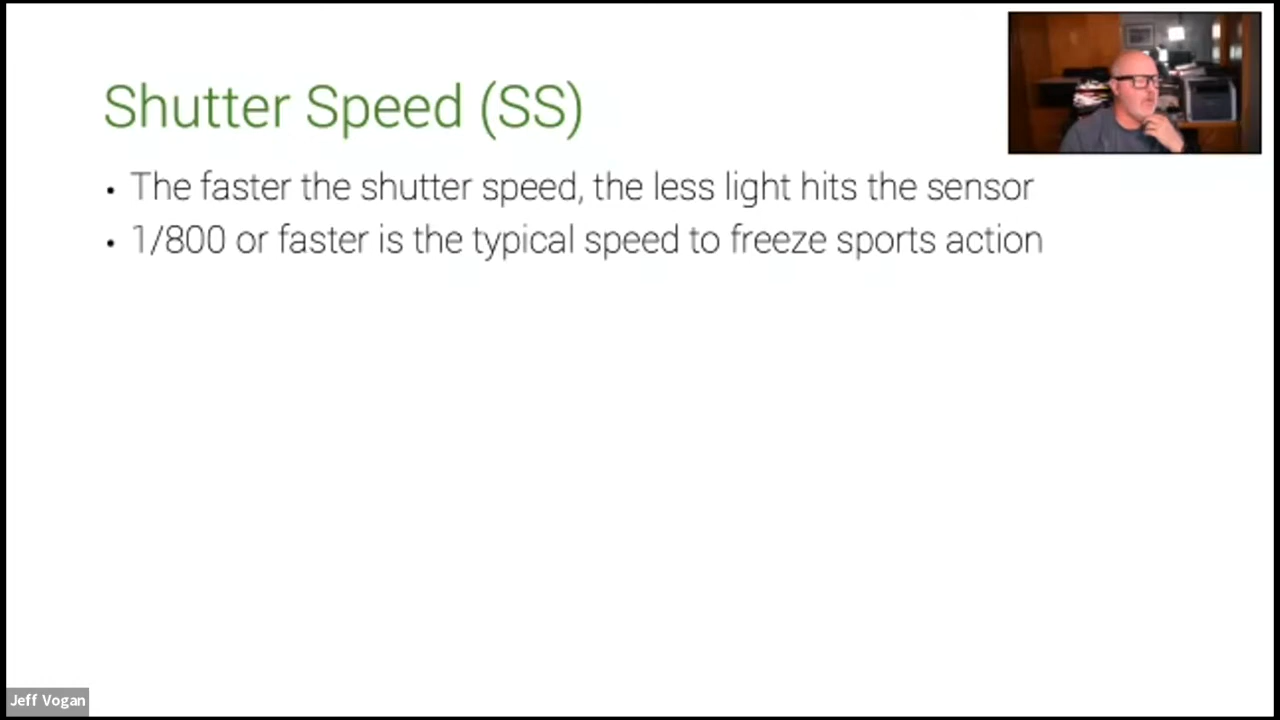 Shutter Speed (SS)
• The faster the shutter speed, the less light hits the sensor
• 1/800 or faster is the typical speed to freeze sports action
Jeff Vogan